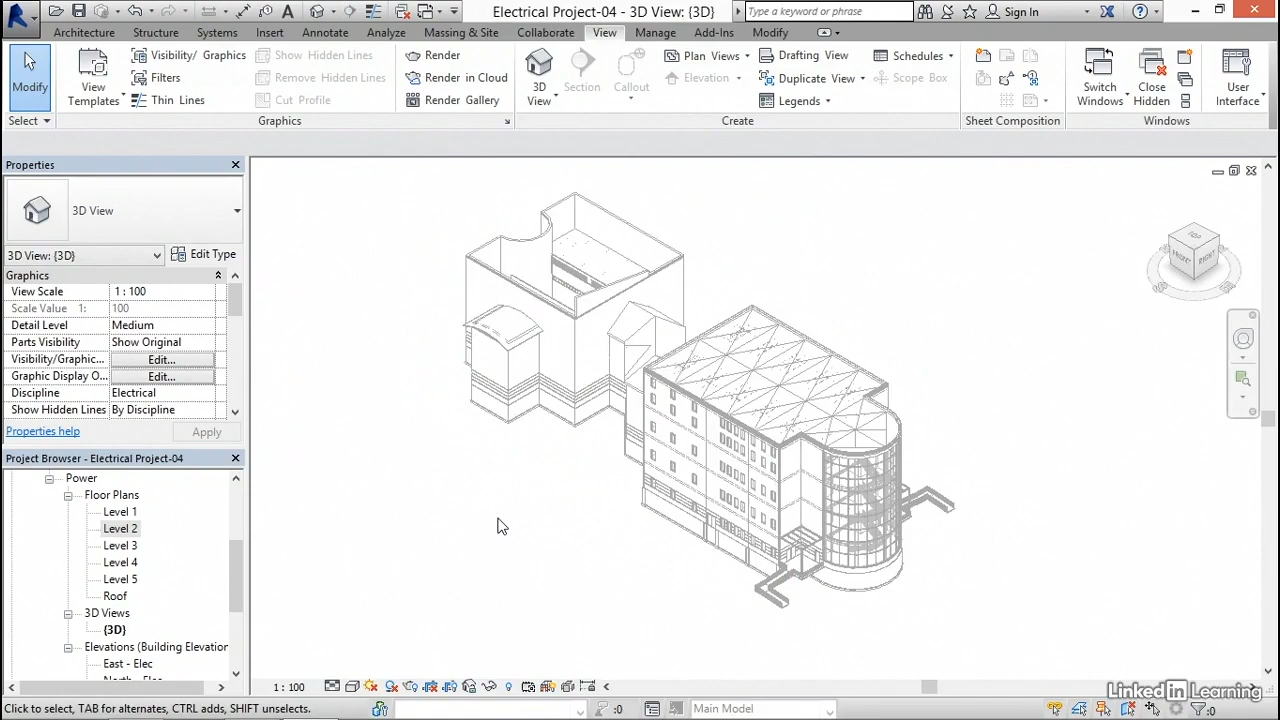 Electrical Project-04 - 3D View: {3D}
Type a keyword or phrase
Sign In
Architecture
Structure
Systems
Insert
Annotate
Analyze
Massing & Site
Collaborate
View
Manage
Add-Ins
Modify
Modify
View Templates
Visibility/ Graphics
Filters
Thin Lines
Show Hidden Lines
Remove Hidden Lines
Cut Profile
Render
Render in Cloud
Render Gallery
3D View
Section
Callout
Plan Views
Elevation
Drafting View
Duplicate View
Legends
Schedules
Scope Box
Switch Windows
Close Hidden
User Interface
Select
Graphics
Create
Sheet Composition
Windows
Properties
3D View
3D View: {3D}
Edit Type
Graphics
View Scale
1 : 100
Scale Value 1:
100
Detail Level
Medium
Parts Visibility
Show Original
Visibility/Graphic...
Edit...
Graphic Display O...
Edit...
Discipline
Electrical
Show Hidden Lines
By Discipline
Properties help
Apply
Project Browser - Electrical Project-04
Power
Floor Plans
Level 1
Level 2
Level 3
Level 4
Level 5
Roof
3D Views
{3D}
Elevations (Building Elevation
East - Elec
TOP
FRONT
RIGHT
1 : 100
Click to select, TAB for alternates, CTRL adds, SHIFT unselects.
:0
Main Model
:0
Linked in Learning